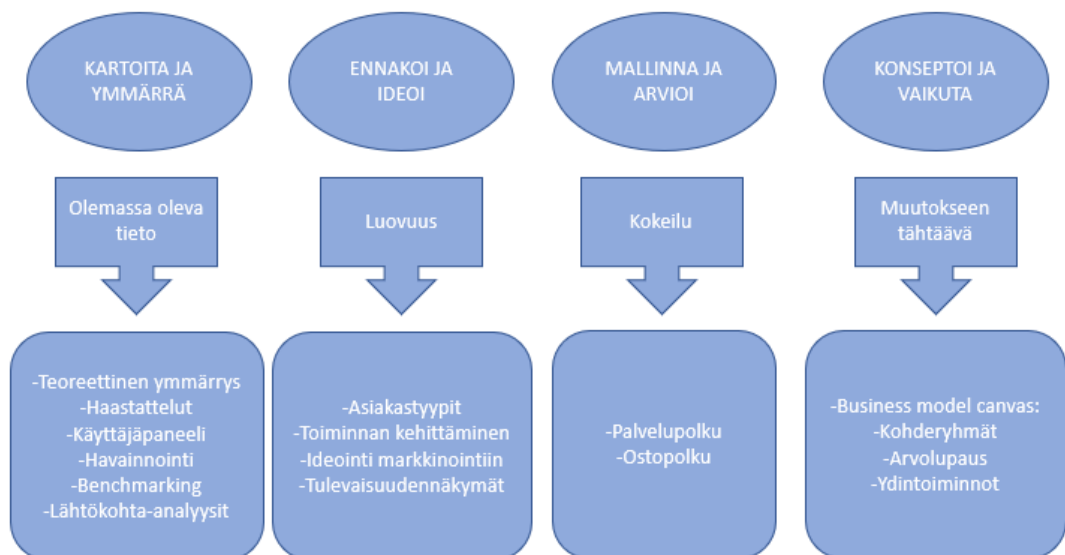 KARTOITA JA
YMMÄRRÄ
ENNAKOI JA
IDEOI
MALLINNA JA
ARVIOI
KONSEPTOI JA
VAIKUTA
Olemassa oleva
tieto
Luovuus
Kokeilu
Muutokseen
tähtäävä
-Teoreettinen ymmärrys
-Haastattelut
-Käyttäjäpaneeli
-Havainnointi
-Benchmarking
-Lähtökohta-analyysit
-Asiakastyypit
-Toiminnan kehittäminen
-Ideointi markkinointiin
-Tulevaisuudennäkymät
-Palvelupolku
-Ostopolku
-Business model canvas:
-Kohderyhmät
-Arvolupaus
-Ydintoiminnot